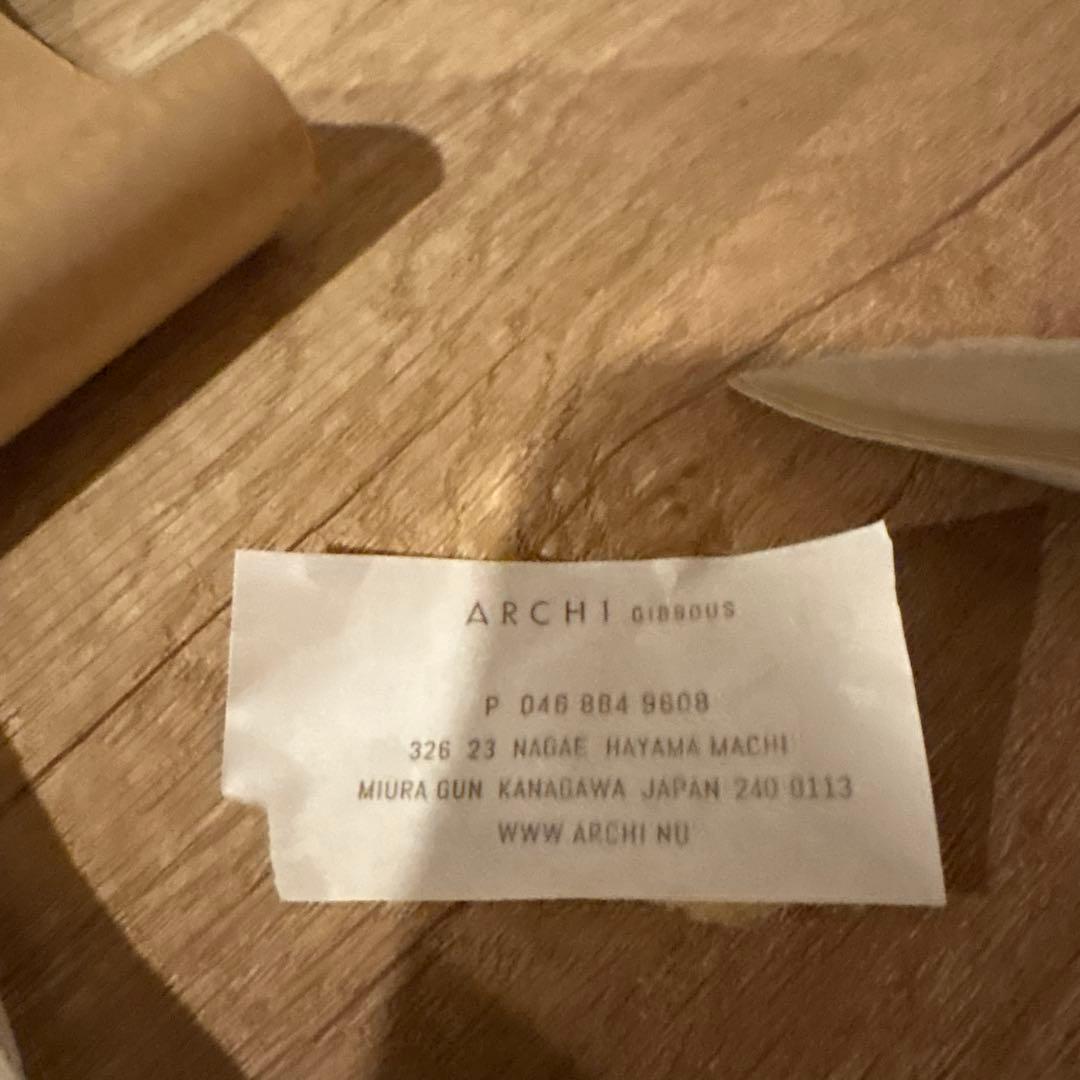 ARCHI GIBBOUS
P 046 884 9608
326 23 NAGAE HAYAMA MACHI
MIURA GUN KANAGAWA JAPAN 240 0113
WWW.ARCHI.NU